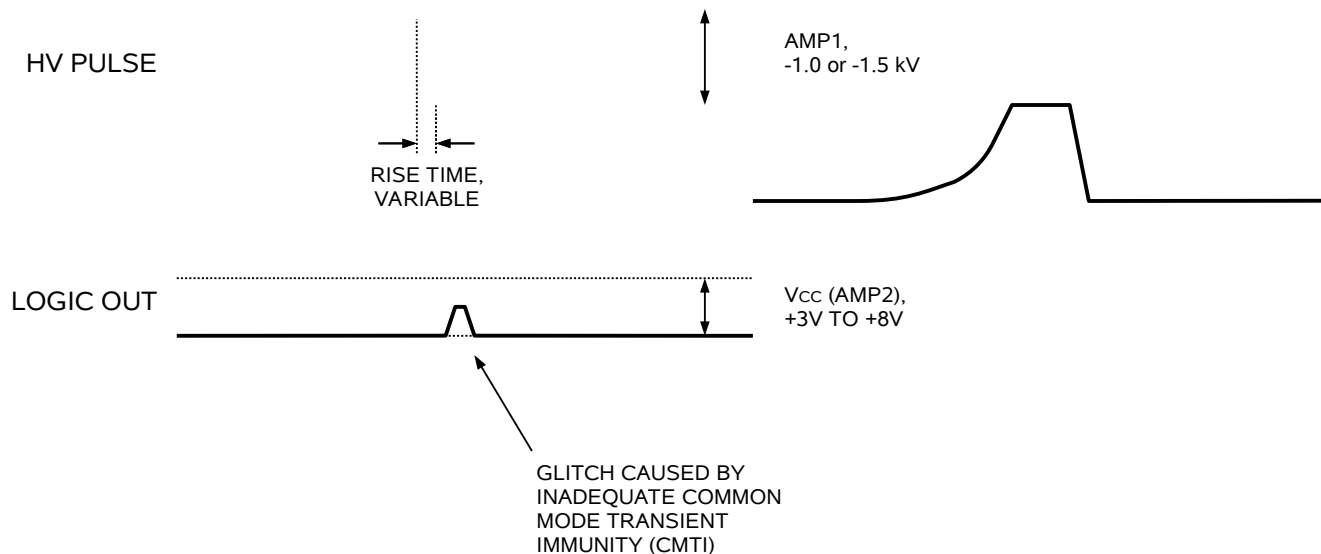 HV PULSE
AMP1,
-1.0 or -1.5 kV
RISE TIME,
VARIABLE
LOGIC OUT
VCC (AMP2),
+3V TO +8V
GLITCH CAUSED BY
INADEQUATE COMMON
MODE TRANSIENT
IMMUNITY (CMTI)